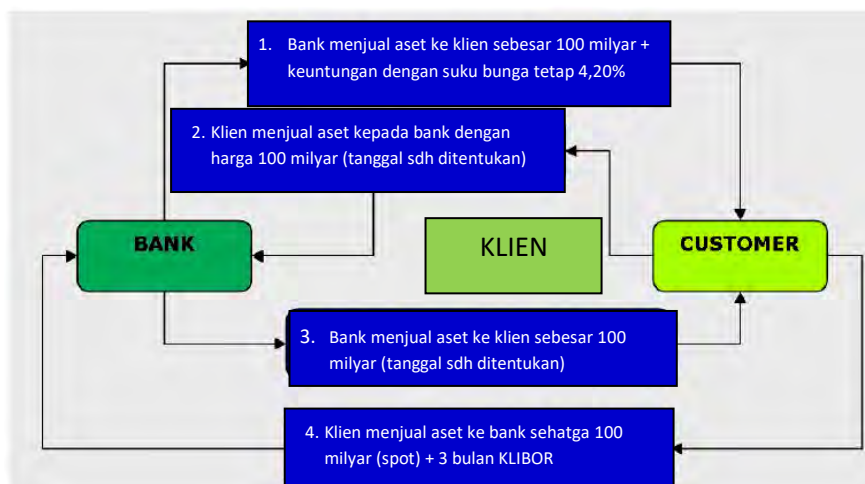 1. Bank menjual aset ke klien sebesar 100 milyar +
keuntungan dengan suku bunga tetap 4,20%
2. Klien menjual aset kepada bank dengan
harga 100 milyar (tanggal sdh ditentukan)
BANK
KLIEN
CUSTOMER
3. Bank menjual aset ke klien sebesar 100
milyar (tanggal sdh ditentukan)
4. Klien menjual aset ke bank sehatga 100
milyar (spot) + 3 bulan KLIBOR